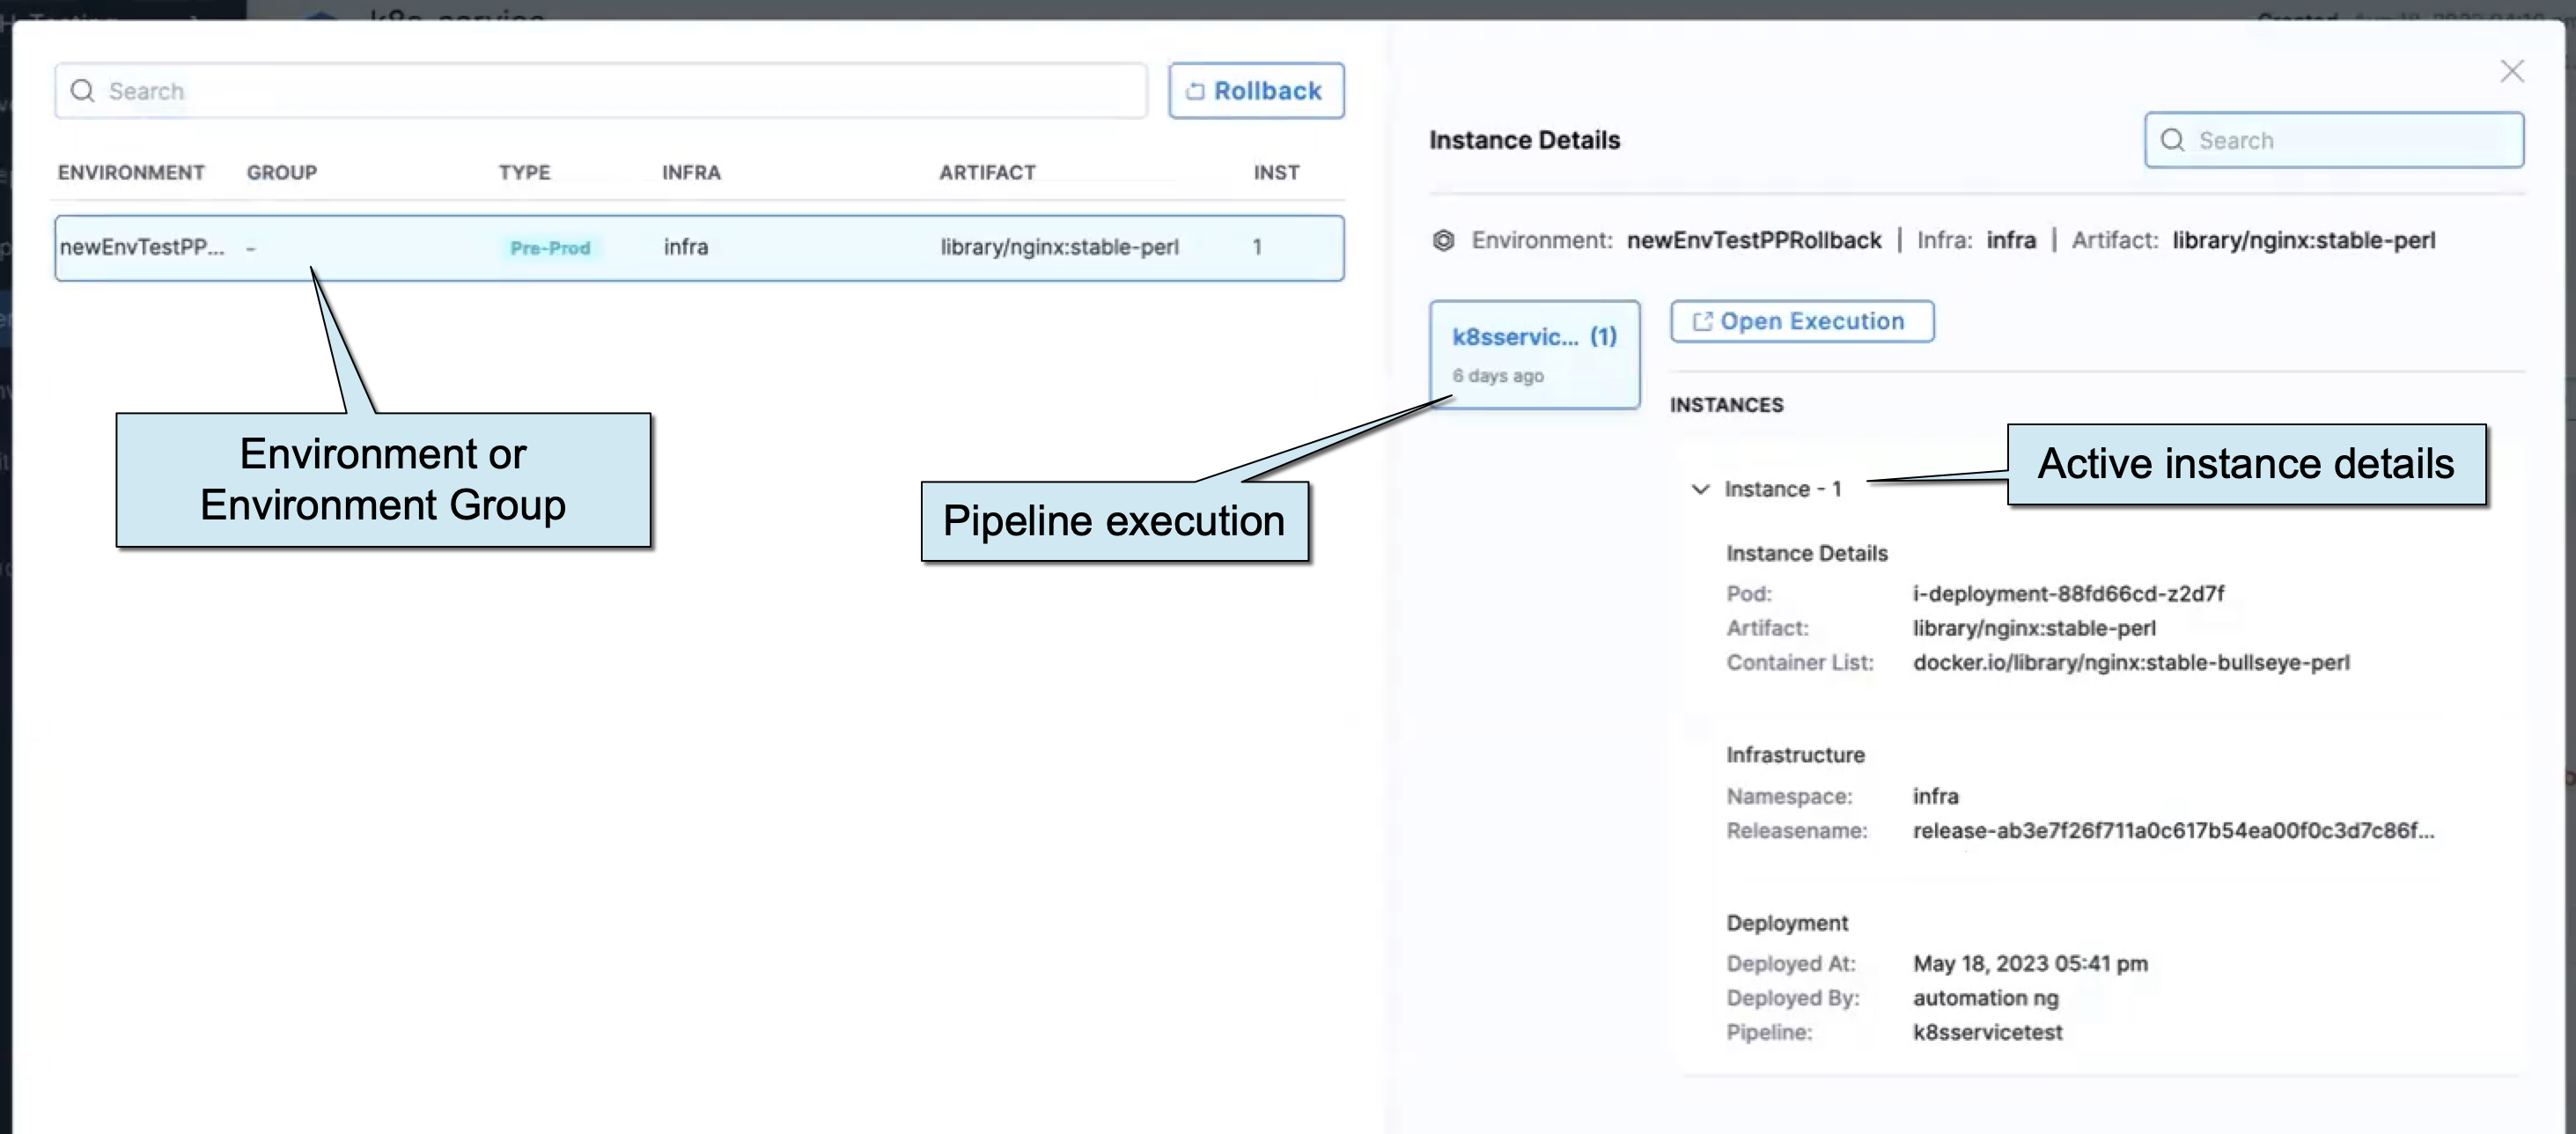 k8s_service
Search
Rollback
ENVIRONMENT GROUP TYPE INFRA ARTIFACT INST
newEnvTestPP... - Pre-Prod infra library/nginx:stable-perl 1
Environment or
Environment Group
Pipeline execution
Instance Details
Search
Environment: newEnvTestPPRollback | Infra: infra | Artifact: library/nginx:stable-perl
k8sservic... (1)
6 days ago
Open Execution
INSTANCES
Active instance details
Instance - 1
Instance Details
Pod: i-deployment-88fd66cd-z2d7f
Artifact: library/nginx:stable-perl
Container List: docker.io/library/nginx:stable-bullseye-perl
Infrastructure
Namespace: infra
Releasename: release-ab3e7f26f711a0c617b54ea00f0c3d7c86f...
Deployment
Deployed At: May 18, 2023 05:41 pm
Deployed By: automation ng
Pipeline: k8sservicetest